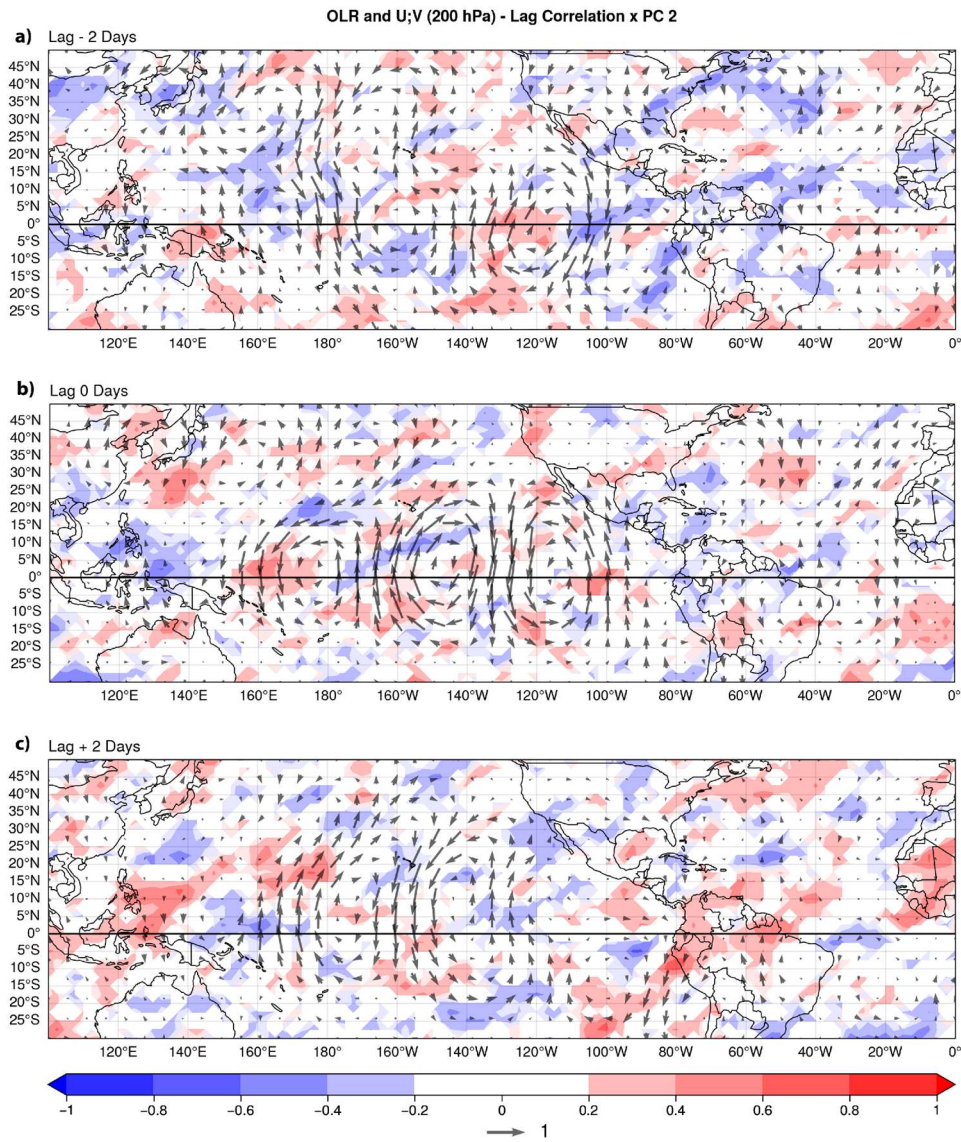 OLR and U;V (200 hPa) - Lag Correlation x PC 2
a) Lag - 2 Days
45°N
40°N
35°N
30°N
25°N
20°N
15°N
10°N
5°N
0°
5°S
10°S
15°S
20°S
25°S
120°E 140°E 160°E 180° 160°W 140°W 120°W 100°W 80°W 60°W 40°W 20°W 0°
b) Lag 0 Days
45°N
40°N
35°N
30°N
25°N
20°N
15°N
10°N
5°N
0°
5°S
10°S
15°S
20°S
25°S
120°E 140°E 160°E 180° 160°W 140°W 120°W 100°W 80°W 60°W 40°W 20°W 0°
c) Lag + 2 Days
45°N
40°N
35°N
30°N
25°N
20°N
15°N
10°N
5°N
0°
5°S
10°S
15°S
20°S
25°S
120°E 140°E 160°E 180° 160°W 140°W 120°W 100°W 80°W 60°W 40°W 20°W 0°
−1 −0.8 −0.6 −0.4 −0.2 0 0.2 0.4 0.6 0.8 1
1